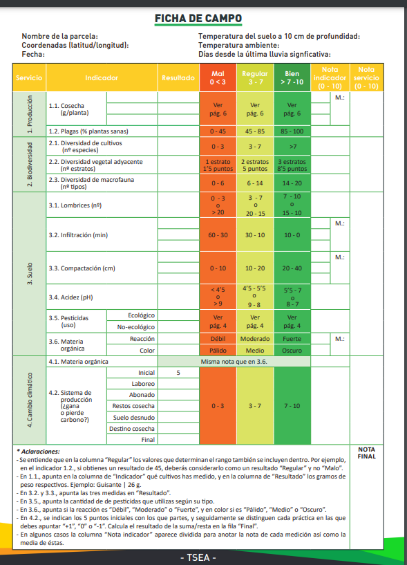 FICHA DE CAMPO
Nombre de la parcela:
Coordenadas (latitud/longitud):
Fecha:
Temperatura del suelo a 10 cm de profundidad:
Temperatura ambiente:
Días desde la última lluvia significativa:
Servicio Indicador Resultado Mal 0 < 3 Regular 3 - 7 Bien > 7 -10 Nota indicador (0 - 10) Nota servicio (0 - 10)
1. Producción
1.1. Cosecha (g/planta) Ver pág. 6 Ver pág. 6 Ver pág. 6 M.:
1.2. Plagas (% plantas sanas) 0 - 45 45 - 85 85 - 100
2. Biodiversidad
2.1. Diversidad de cultivos (nº especies) 0 - 3 3 - 7 >7
2.2. Diversidad vegetal adyacente (nº estratos) 1 estrato 1'5 puntos 2 estratos 5 puntos 3 estratos 8'5 puntos
2.3. Diversidad de macrofauna (nº tipos) 0 - 6 6 - 14 14 - 20
3. Suelo
3.1. Lombrices (nº) 0 - 3 o > 20 3 - 7 o 20 - 15 7 - 10 o 15 - 10
3.2. Infiltración (min) 60 - 30 30 - 10 10 - 0 M.:
3.3. Compactación (cm) 0 - 10 10 - 20 20 - 40 M.:
3.4. Acidez (pH) < 4'5 o > 9 4'5 - 5'5 o 9 - 8 5'5 - 7 o 8 - 7
3.5. Pesticidas (uso) Ecológico No-ecológico Ver pág. 4 Ver pág. 4 Ver pág. 4
3.6. Materia orgánica Reacción Débil Moderado Fuerte M.:
Color Pálido Medio Oscuro
4. Cambio climático
4.1. Materia orgánica Misma nota que en 3.6.
4.2. Sistema de producción (¿gana o pierde carbono?) Inicial 5
Laboreo
Abonado
Restos cosecha 0 - 3 3 - 7 7 - 10
Suelo desnudo
Destino cosecha
Final
* Aclaraciones:
- Se entiende que en la columna "Regular" los valores que determinan el rango también se incluyen dentro. Por ejemplo,
en el indicador 1.2., si obtienes un resultado de 45, deberás considerarlo como un resultado "Regular" y no "Malo".
- En 1.1., apunta en la columna de "Indicador" qué cultivos has medido, y en la columna de "Resultado" los gramos de
peso respectivos. Ejemplo: Guisante | 26 g.
- En 3.2. y 3.3., apunta las tres medidas en "Resultado".
- En 3.5., apunta la cantidad de pesticidas que utilizas según su tipo.
- En 3.6., apunta si la reacción es "Débil", "Moderado" o "Fuerte", y en color si es "Pálido", "Medio" o "Oscuro".
- En 4.2., se indican los 5 puntos iniciales con los que partes, y seguidamente se distinguen cada práctica en las que
debes apuntar "+1", "0" o "-1". Calcula el resultado de la suma/resta en la fila "Final".
- En algunos casos la columna "Nota indicador" aparece dividida para anotar la nota de cada medición así como la
media de éstas.
NOTA FINAL
- TSEA -